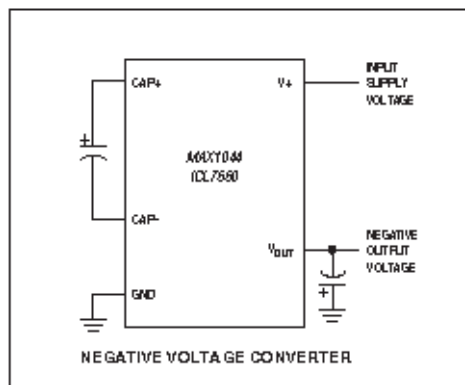 CAP+
V+
INPUT
SUPPLY
VOLTAGE
+
MAX1044
ICL7660
CAP-
VOUT
NEGATIVE
OUTPUT
VOLTAGE
+
GND
NEGATIVE VOLTAGE CONVERTER